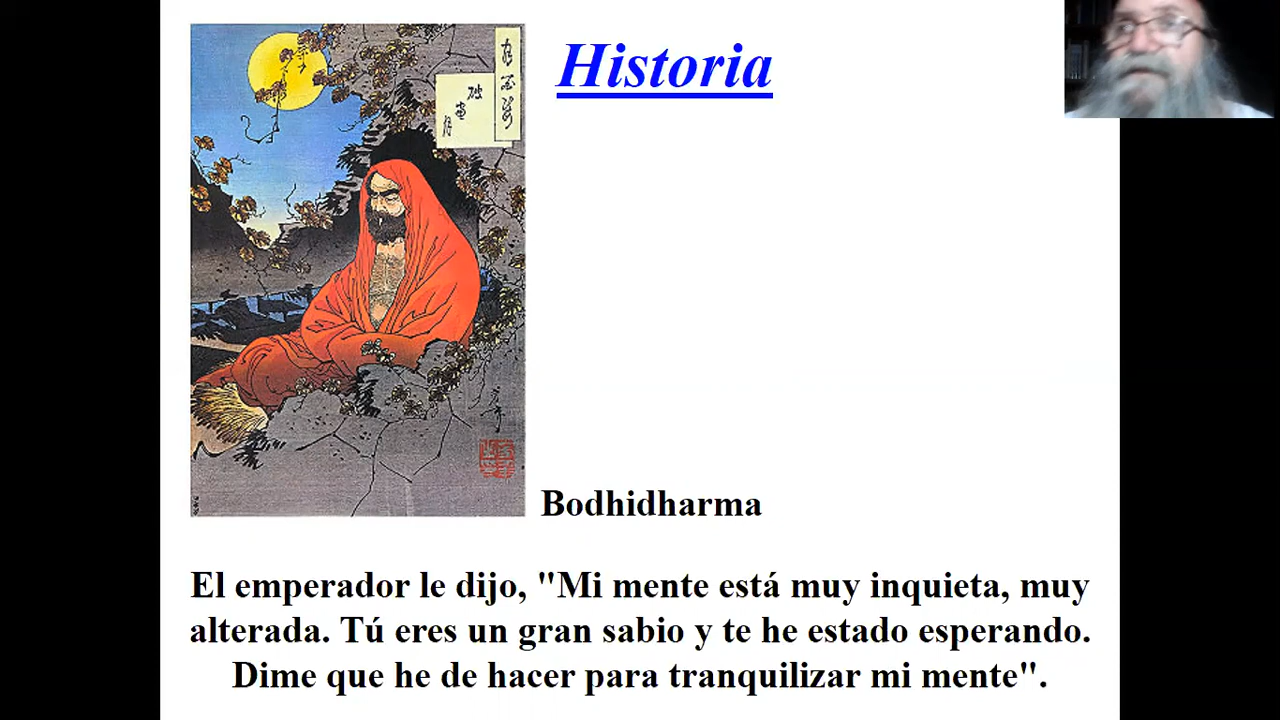 Historia
Bodhidharma
El emperador le dijo, "Mi mente está muy inquieta, muy
alterada. Tú eres un gran sabio y te he estado esperando.
Dime que he de hacer para tranquilizar mi mente".